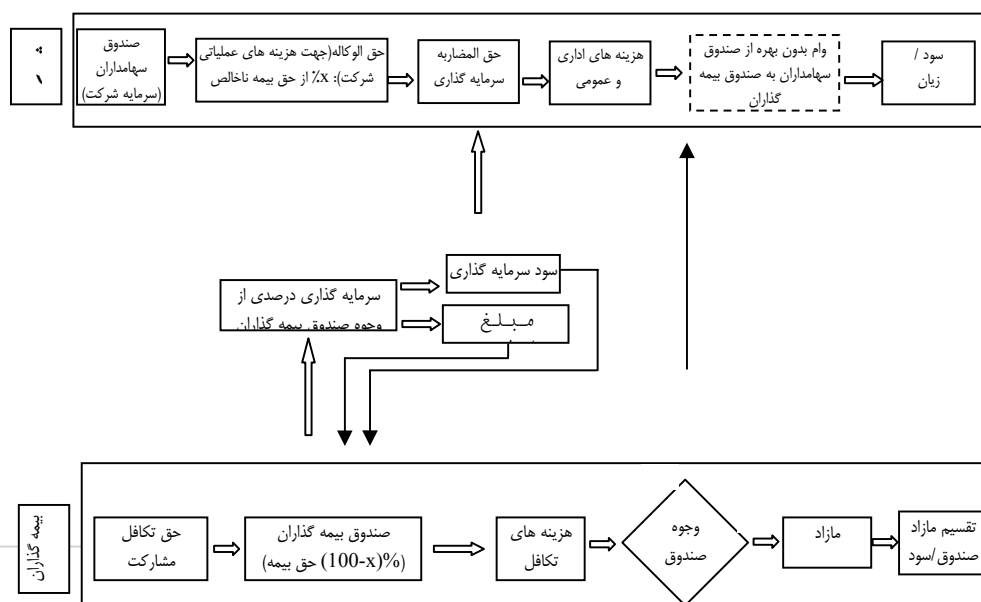 صندوق
سهامداران
(سرمایه شرکت)
حق الوکاله(جهت هزینه های عملیاتی
شرکت): x٪ از حق بیمه ناخالص
حق المضاربه
سرمایه گذاری
هزینه های اداری
و عمومی
وام بدون بهره از صندوق
سهامداران به صندوق بیمه
گذاران
سود /
زیان
سود سرمایه گذاری
سرمایه گذاری درصدی از
وجوه صندوق بیمه گذاران
مـبـلـغ
بیمه گذاران
حق تکافل
مشارکت
صندوق بیمه گذاران
(100-x)%) حق بیمه)
هزینه های
تکافل
وجوه
صندوق
مازاد
تقسیم مازاد
صندوق/سود